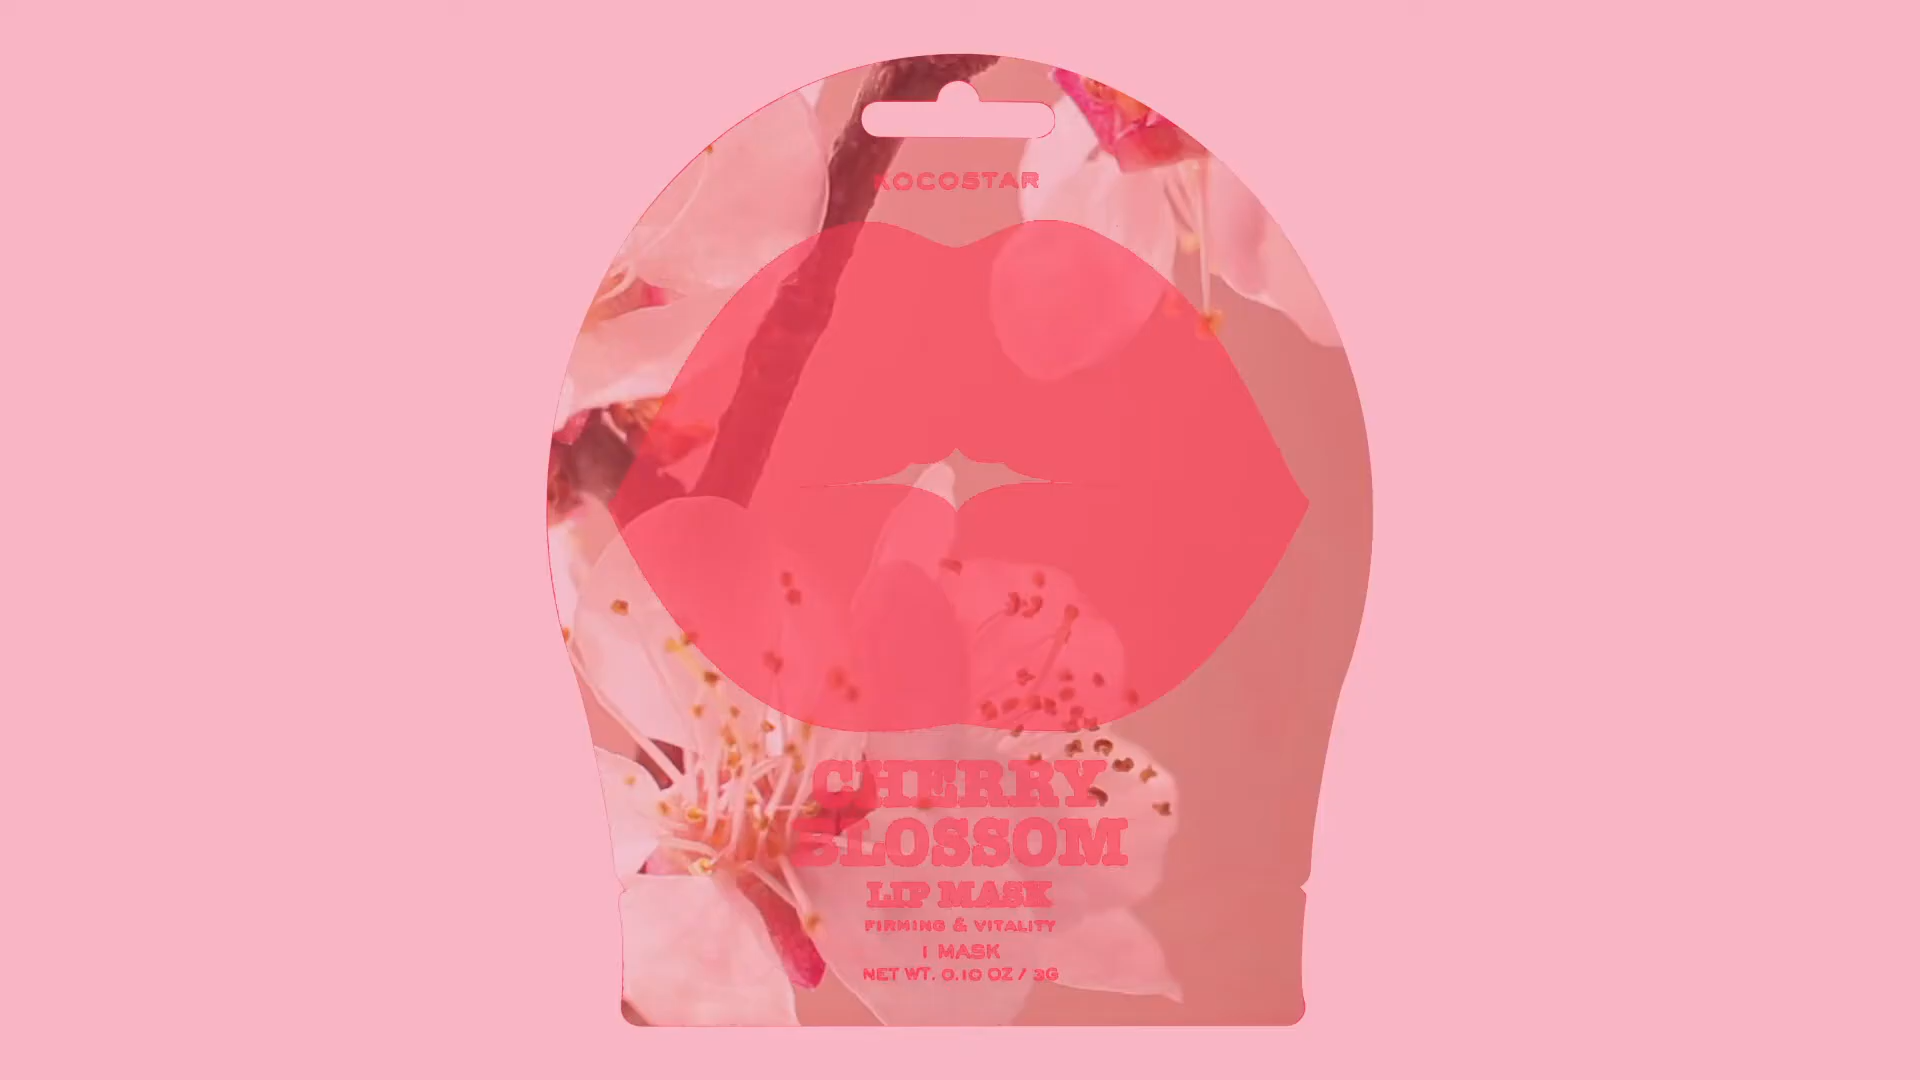 KOCOSTAR
CHERRY
BLOSSOM
LIP MASK
FIRMING & VITALITY
1 MASK
NET WT. 0.10 OZ / 3G